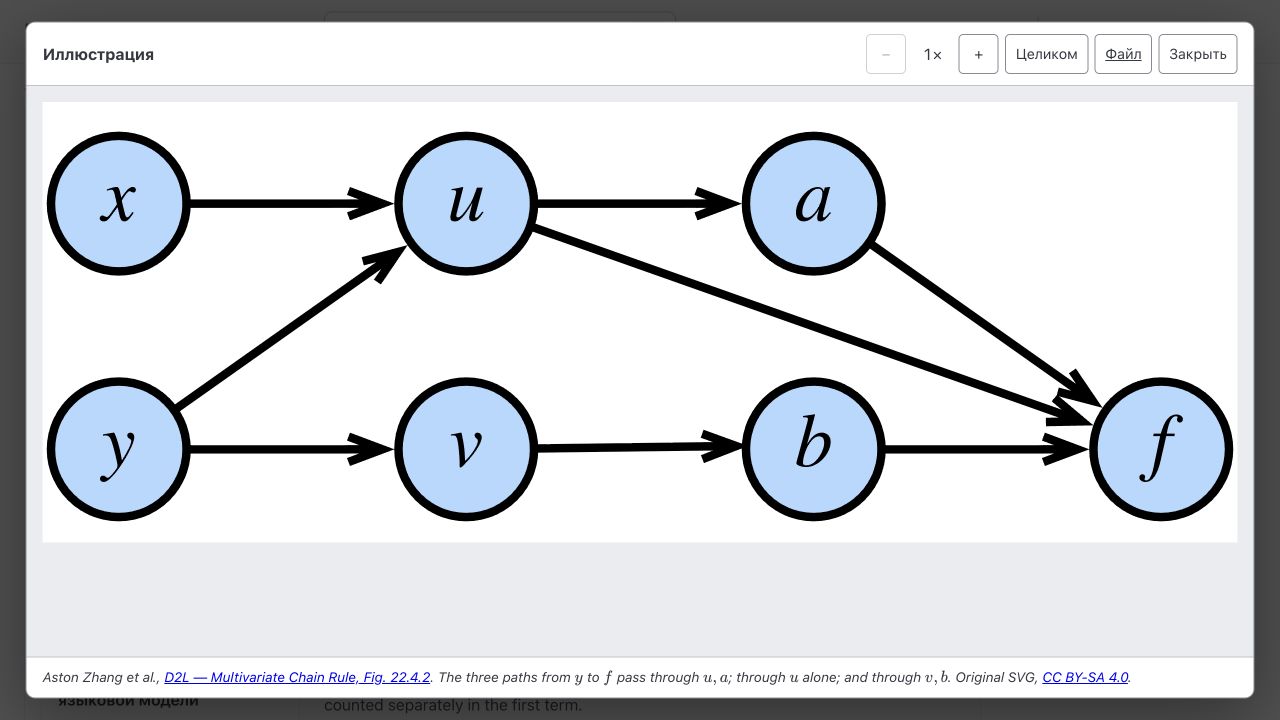 Иллюстрация
− 1× + Целиком Файл Закрыть
x u a
y v b f
Aston Zhang et al., D2L — Multivariate Chain Rule, Fig. 22.4.2. The three paths from y to f pass through u, a; through u alone; and through v, b. Original SVG, CC BY-SA 4.0.
языковой модели
counted separately in the first term.